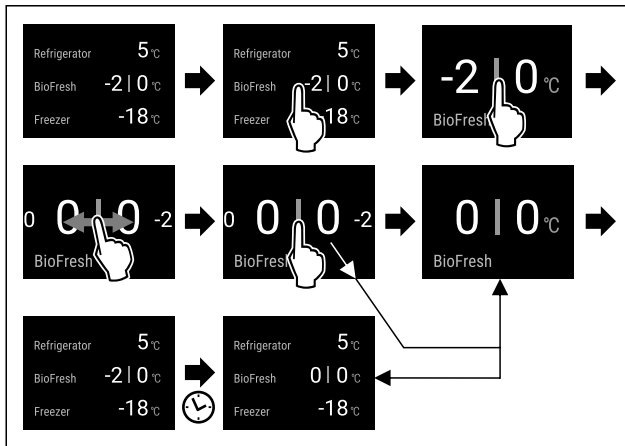 Refrigerator 5 °C
BioFresh -2 | 0 °C
Freezer -18 °C
Refrigerator 5 °C
BioFresh -2 | 0 °C
Freezer -18 °C
-2 | 0 °C
BioFresh
0 0 | 0 -2
BioFresh
0 0 | 0 -2
BioFresh
0 | 0 °C
BioFresh
Refrigerator 5 °C
BioFresh -2 | 0 °C
Freezer -18 °C
Refrigerator 5 °C
BioFresh 0 | 0 °C
Freezer -18 °C